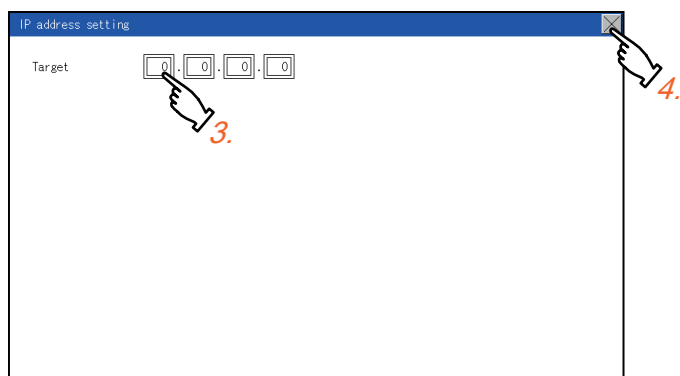 IP address setting
Target 0 . 0 . 0 . 0
3.
4.